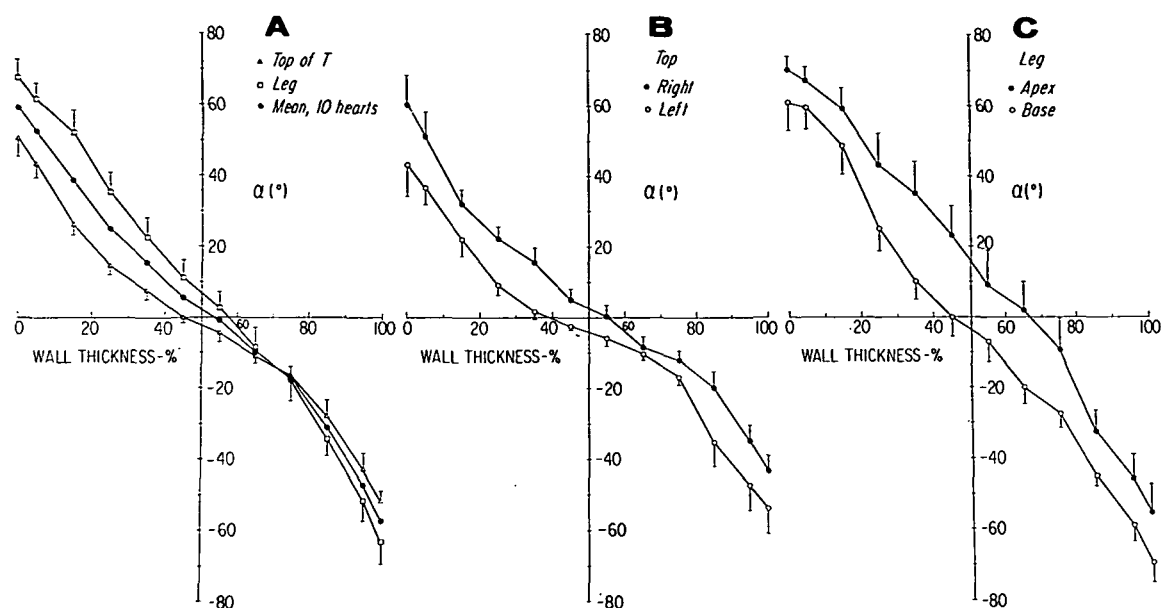 A
Top of T
Leg
Mean, 10 hearts
α(°)
80
60
40
20
0 20 40 60 80 100
WALL THICKNESS-%
-20
-40
-60
-80
B
Top
Right
Left
α(°)
80
60
40
20
0 20 40 60 80 100
WALL THICKNESS-%
-20
-40
-60
-80
C
Leg
Apex
Base
α(°)
80
60
40
20
0 20 40 60 80 100
WALL THICKNESS-%
-20
-40
-60
-80